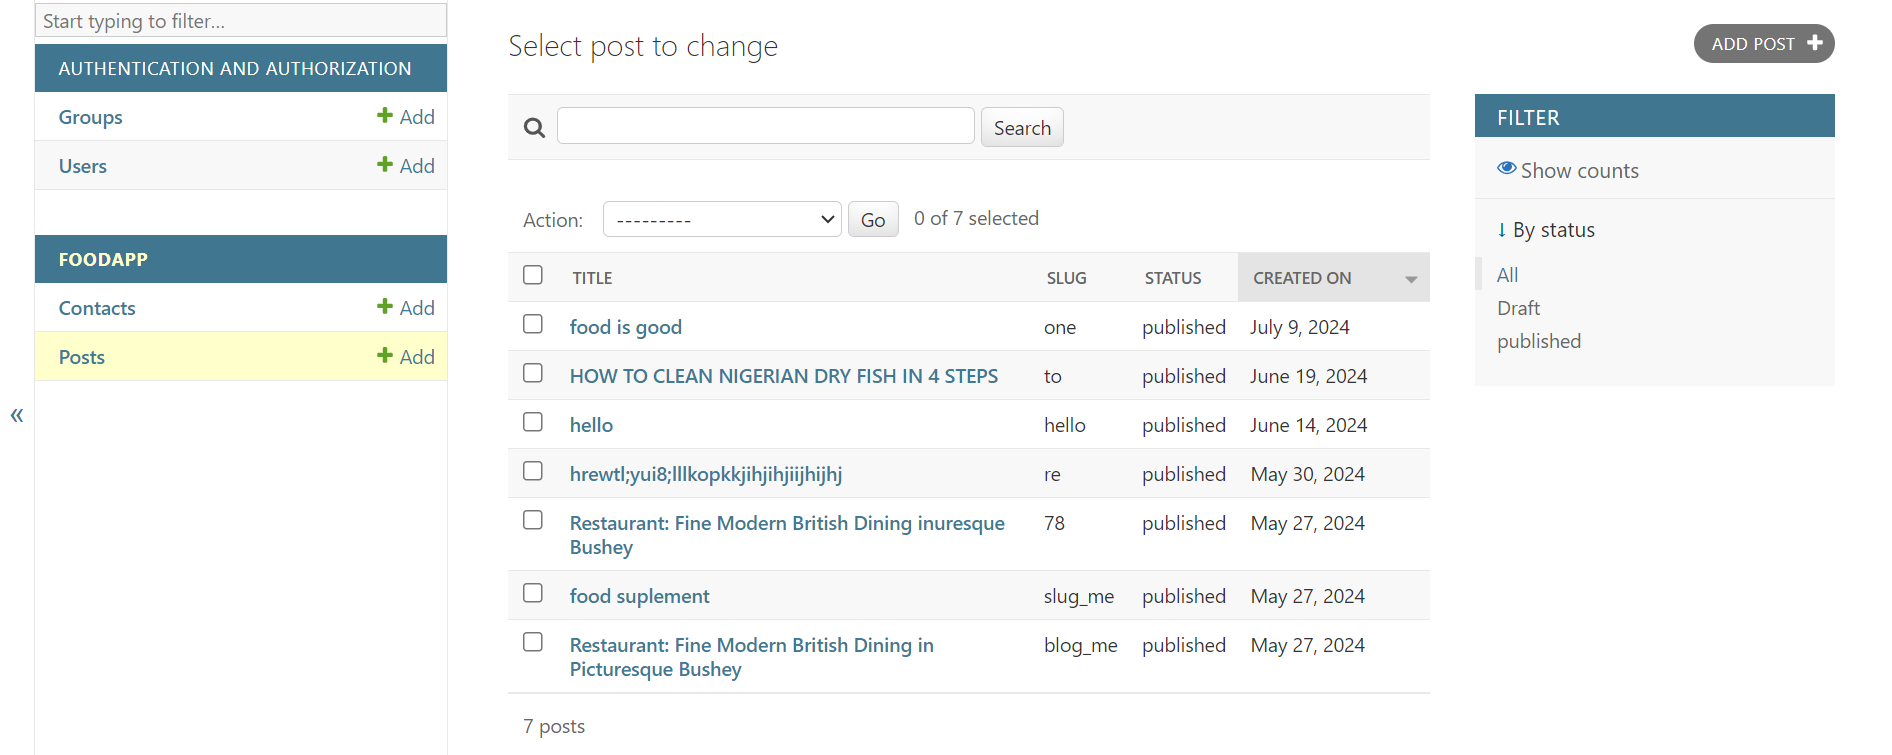 Start typing to filter...
AUTHENTICATION AND AUTHORIZATION
Groups Add
Users Add
FOODAPP
Contacts Add
Posts Add
«
Select post to change
ADD POST
Search
Action: --------- Go 0 of 7 selected
TITLE SLUG STATUS CREATED ON
food is good one published July 9, 2024
HOW TO CLEAN NIGERIAN DRY FISH IN 4 STEPS to published June 19, 2024
hello hello published June 14, 2024
hrewtl;yui8;lllkopkkjihjihjiijhijhj re published May 30, 2024
Restaurant: Fine Modern British Dining inuresque 78 published May 27, 2024
Bushey
food suplement slug_me published May 27, 2024
Restaurant: Fine Modern British Dining in blog_me published May 27, 2024
Picturesque Bushey
7 posts
FILTER
Show counts
↓ By status
All
Draft
published